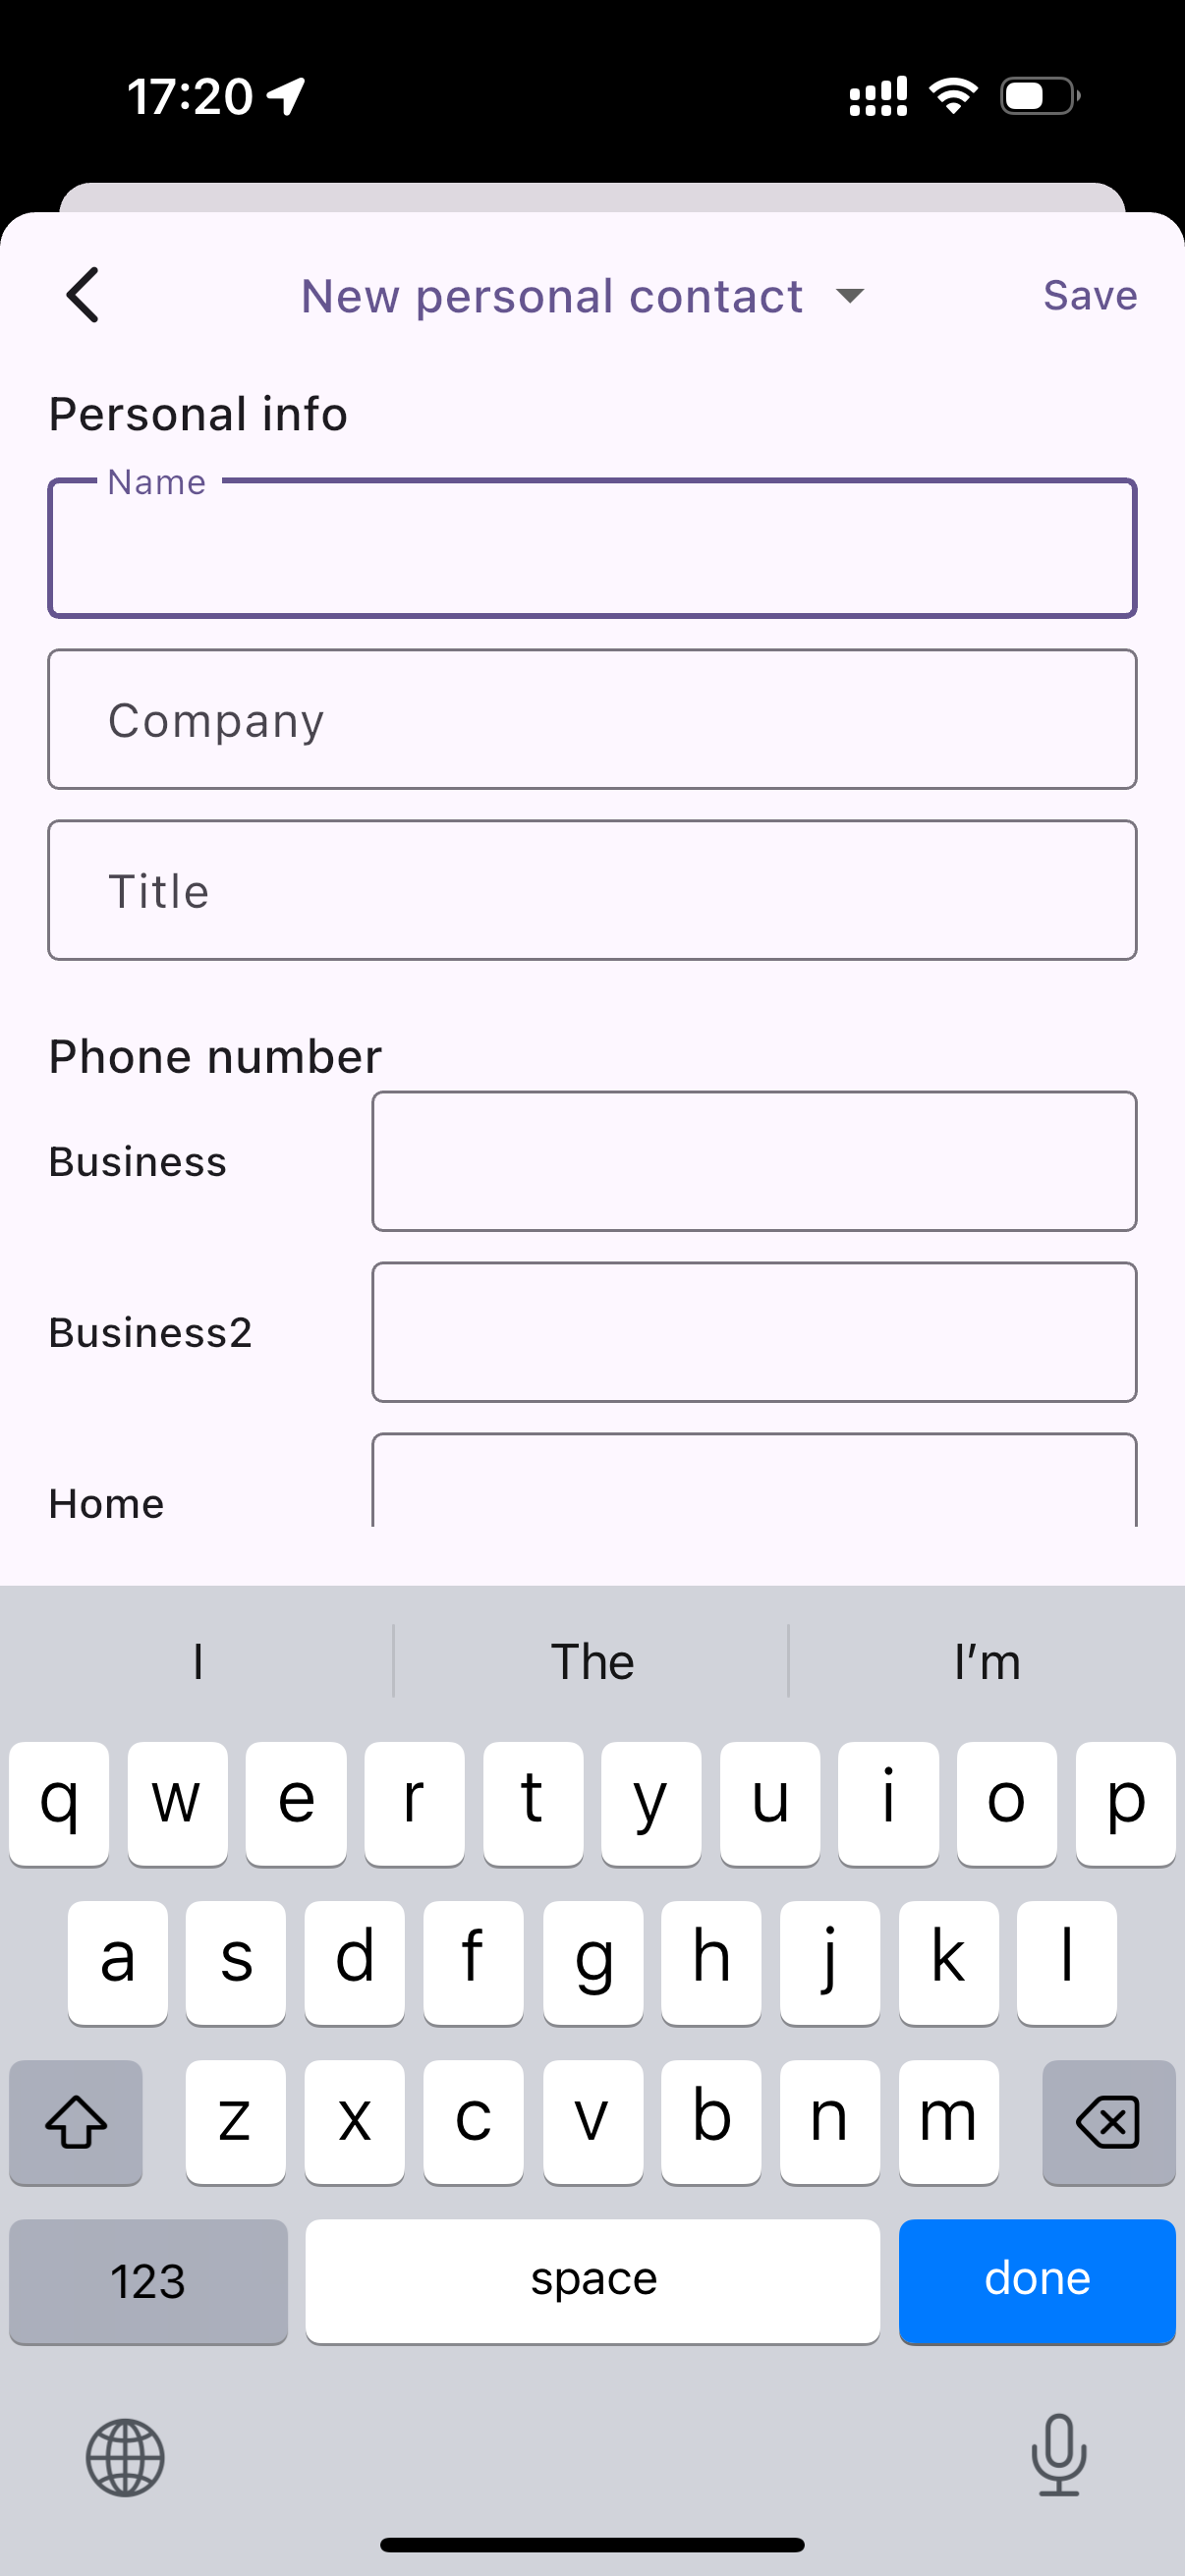 17:20
New personal contact
Save
Personal info
Name
Company
Title
Phone number
Business
Business2
Home
I The I’m
q w e r t y u i o p
a s d f g h j k l
z x c v b n m
123 space done